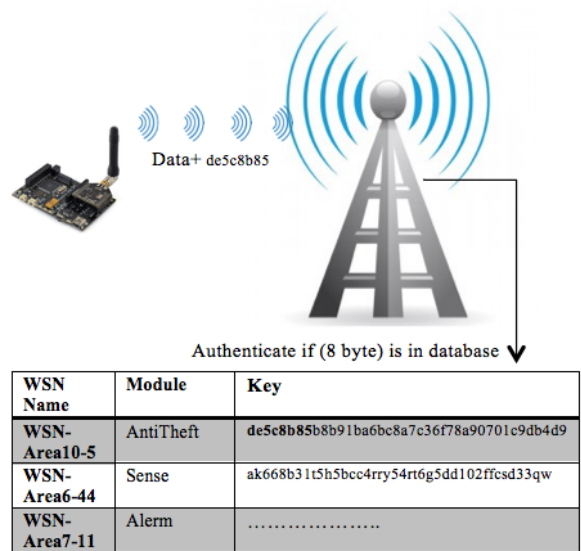 Data+ de5c8b85
Authenticate if (8 byte) is in database
WSN Name Module Key
WSN-Area10-5 AntiTheft de5c8b85b8b91ba6bc8a7c36f78a90701c9db4d9
WSN-Area6-44 Sense ak668b31t5h5bcc4rry54rt6g5dd102ffcsd33qw
WSN-Area7-11 Alerm ………………..